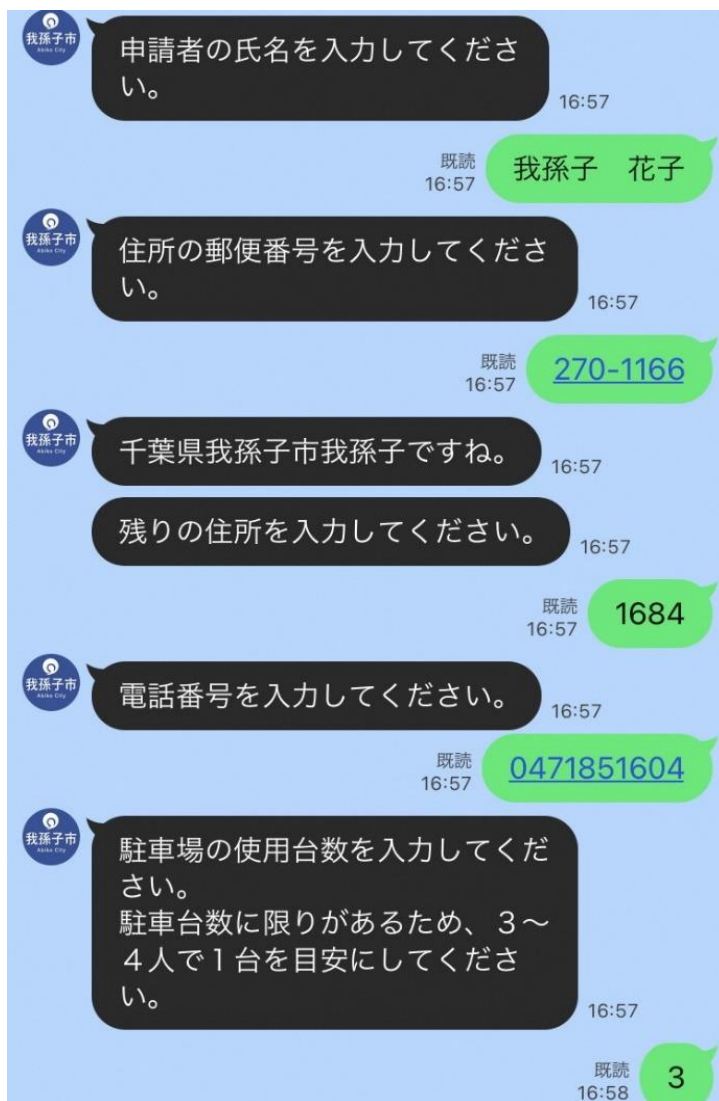 我孫子市
Abiko City
申請者の氏名を入力してくださ
い。
16:57
既読
16:57
我孫子　花子
我孫子市
Abiko City
住所の郵便番号を入力してくださ
い。
16:57
既読
16:57
270-1166
我孫子市
Abiko City
千葉県我孫子市我孫子ですね。
16:57
残りの住所を入力してください。
16:57
既読
16:57
1684
我孫子市
Abiko City
電話番号を入力してください。
16:57
既読
16:57
0471851604
我孫子市
Abiko City
駐車場の使用台数を入力してくだ
さい。
駐車台数に限りがあるため、３〜
４人で１台を目安にしてくださ
い。
16:57
既読
16:58
3